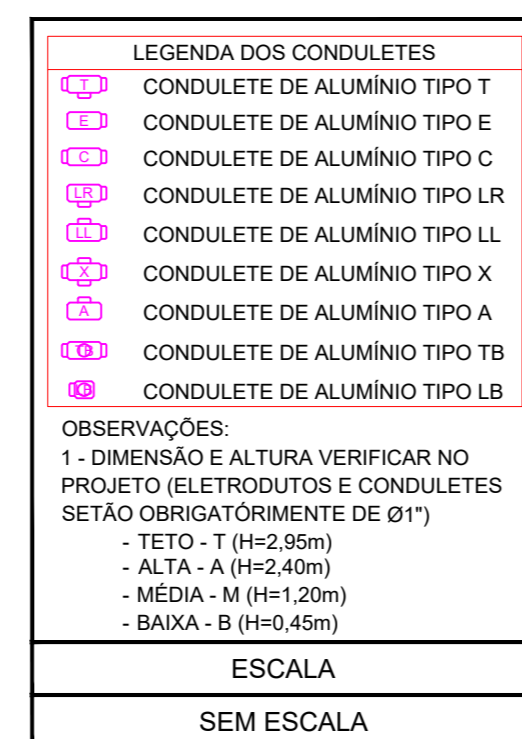 LEGENDA DOS CONDULETES
T CONDULETE DE ALUMÍNIO TIPO T
E CONDULETE DE ALUMÍNIO TIPO E
C CONDULETE DE ALUMÍNIO TIPO C
LR CONDULETE DE ALUMÍNIO TIPO LR
LL CONDULETE DE ALUMÍNIO TIPO LL
X CONDULETE DE ALUMÍNIO TIPO X
A CONDULETE DE ALUMÍNIO TIPO A
TB CONDULETE DE ALUMÍNIO TIPO TB
LB CONDULETE DE ALUMÍNIO TIPO LB
OBSERVAÇÕES:
1 - DIMENSÃO E ALTURA VERIFICAR NO
PROJETO (ELETRODUTOS E CONDULETES
SETÃO OBRIGATÓRIMENTE DE Ø1")
- TETO - T (H=2,95m)
- ALTA - A (H=2,40m)
- MÉDIA - M (H=1,20m)
- BAIXA - B (H=0,45m)
ESCALA
SEM ESCALA